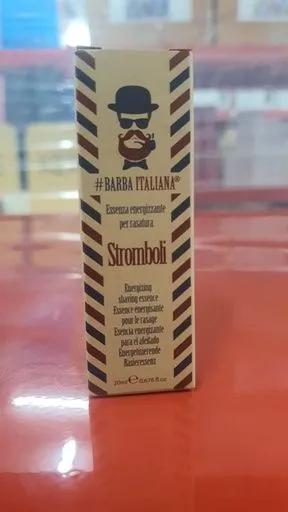 #BARBA ITALIANA®
Essenza energizzante
per rasatura
Stromboli
Energizing
shaving essence
Essence énergisante
pour le rasage
Esencia energizante
para el afeitado
Energetisierende
Rasieressenz
20ml ℮ 0.676 fl.oz